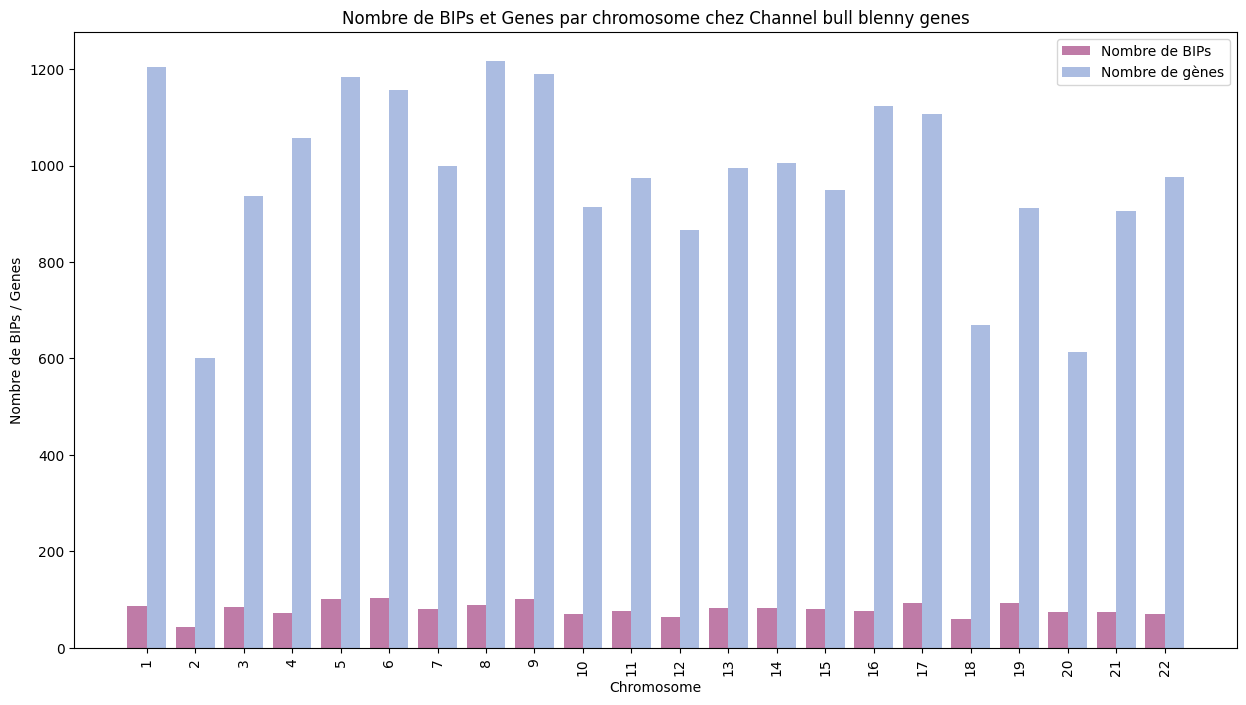 Nombre de BIPs et Genes par chromosome chez Channel bull blenny genes
Nombre de BIPs
Nombre de gènes
Nombre de BIPs / Genes
1200
1000
800
600
400
200
0
1 2 3 4 5 6 7 8 9 10 11 12 13 14 15 16 17 18 19 20 21 22
Chromosome